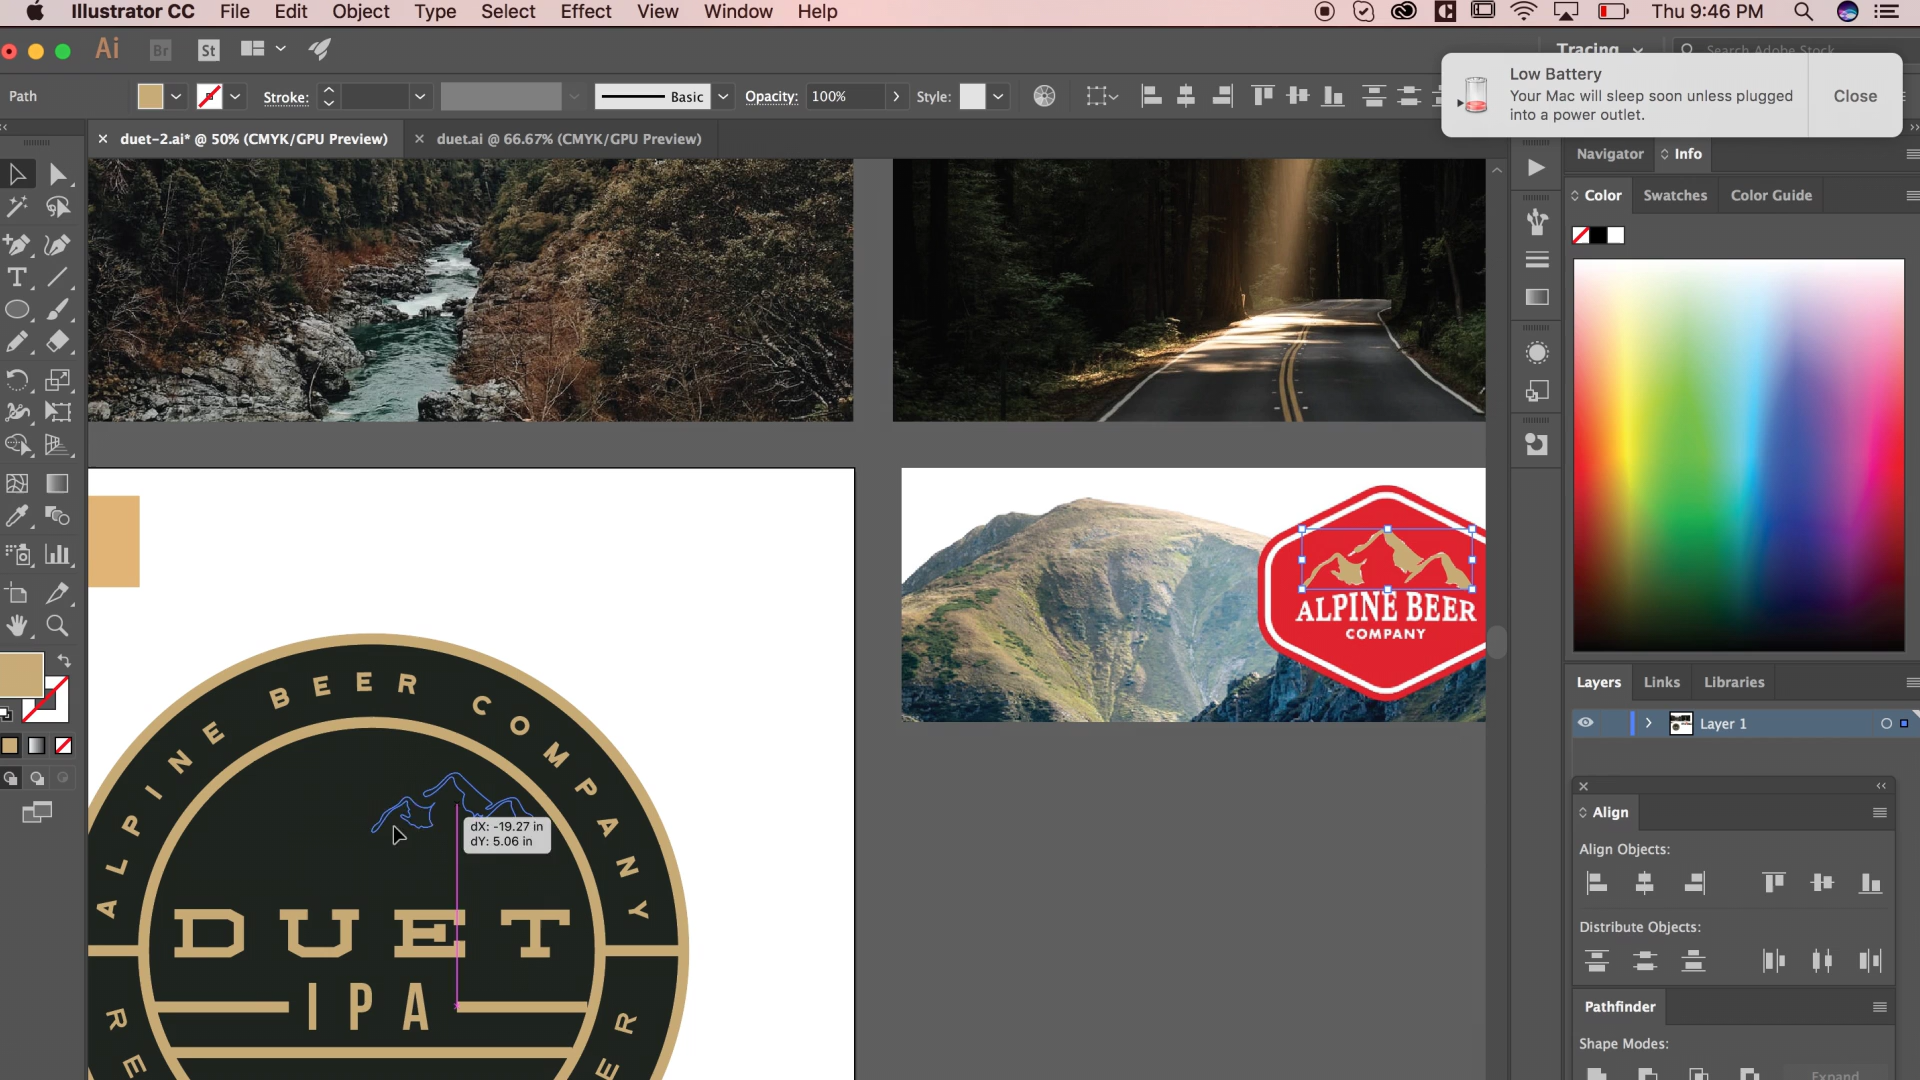 Illustrator CC File Edit Object Type Select Effect View Window Help Thu 9:46 PM
Ai Br St Tracing Search Adobe Stock
Low Battery
Your Mac will sleep soon unless plugged
into a power outlet.
Close
Path Stroke: Basic Opacity: 100% Style:
duet-2.ai* @ 50% (CMYK/GPU Preview) duet.ai @ 66.67% (CMYK/GPU Preview)
Navigator Info
Color Swatches Color Guide
ALPINE BEER
COMPANY
ALPINE BEER COMPANY
dX: -19.27 in
dY: 5.06 in
DUET
IPA
Layers Links Libraries
Layer 1
Align
Align Objects:
Distribute Objects:
Pathfinder
Shape Modes:
Expand